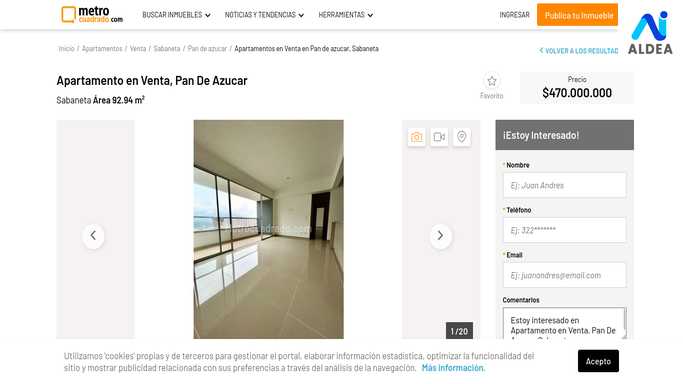 metro
cuadrado.com
BUSCAR INMUEBLES
NOTICIAS Y TENDENCIAS
HERRAMIENTAS
INGRESAR
Publica tu Inmueble
ALDEA
Inicio / Apartamentos / Venta / Sabaneta / Pan de azucar / Apartamentos en Venta en Pan de azucar, Sabaneta
VOLVER A LOS RESULTAD
Apartamento en Venta, Pan De Azucar
Sabaneta Área 92.94 m²
Favorito
Precio
$470.000.000
¡Estoy Interesado!
* Nombre
Ej: Juan Andres
* Teléfono
Ej: 322*******
* Email
Ej: juanandres@email.com
Comentarios
Estoy interesado en
Apartamento en Venta, Pan De
metrocuadrado.com
1/20
Utilizamos 'cookies' propias y de terceros para gestionar el portal, elaborar información estadística, optimizar la funcionalidad del
sitio y mostrar publicidad relacionada con sus preferencias a través del análisis de la navegación. Más información.
Acepto